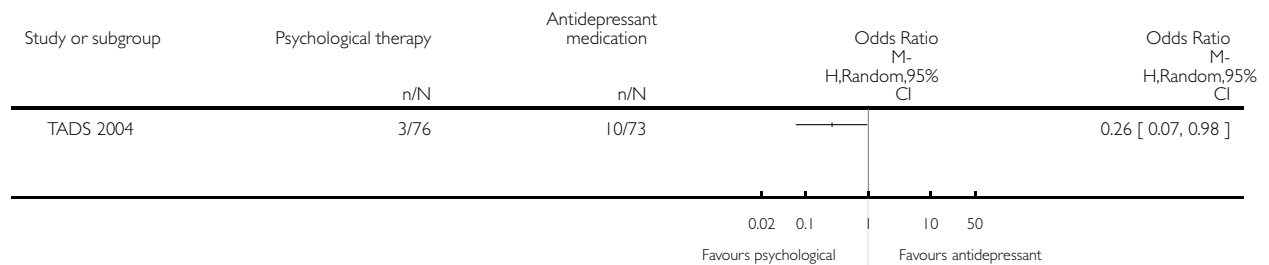 Antidepressant
Study or subgroup Psychological therapy medication Odds Ratio Odds Ratio
M- M-
H,Random,95% H,Random,95%
n/N n/N CI CI
TADS 2004 3/76 10/73 0.26 [ 0.07, 0.98 ]
0.02 0.1 1 10 50
Favours psychological Favours antidepressant